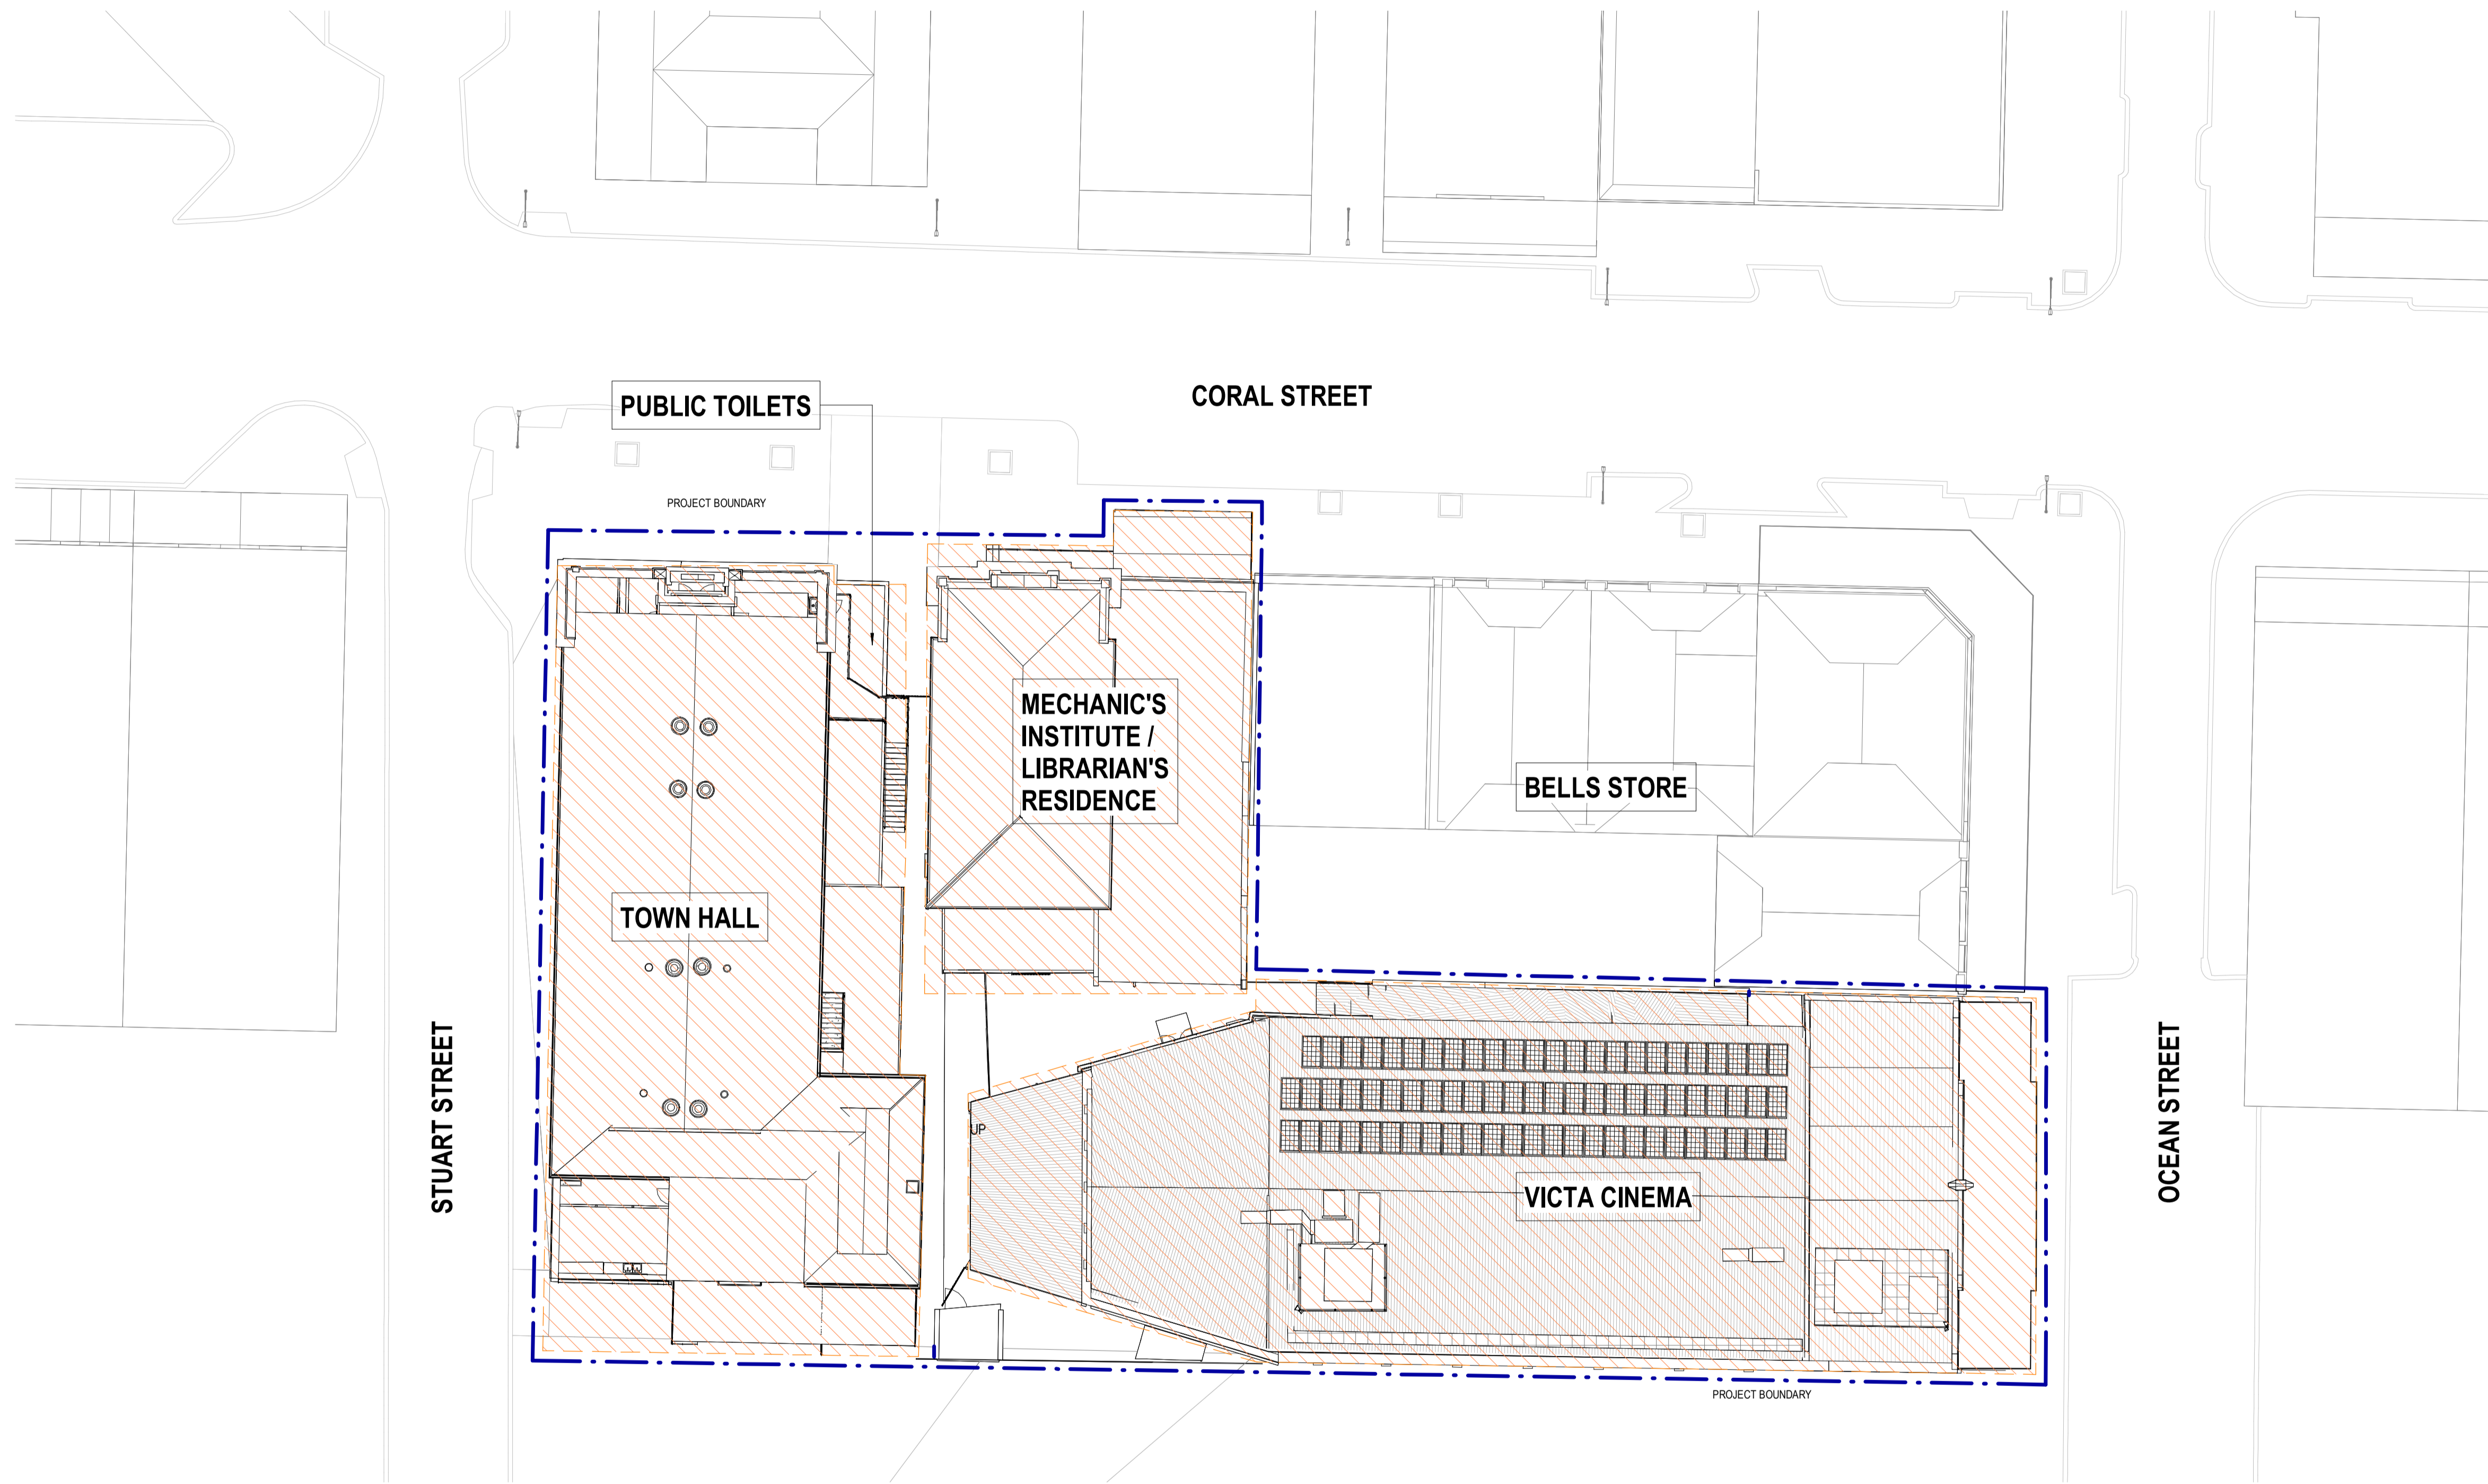 PUBLIC TOILETS
CORAL STREET
PROJECT BOUNDARY
MECHANIC'S
INSTITUTE /
LIBRARIAN'S
RESIDENCE
BELLS STORE
TOWN HALL
STUART STREET
OCEAN STREET
UP
VICTA CINEMA
PROJECT BOUNDARY